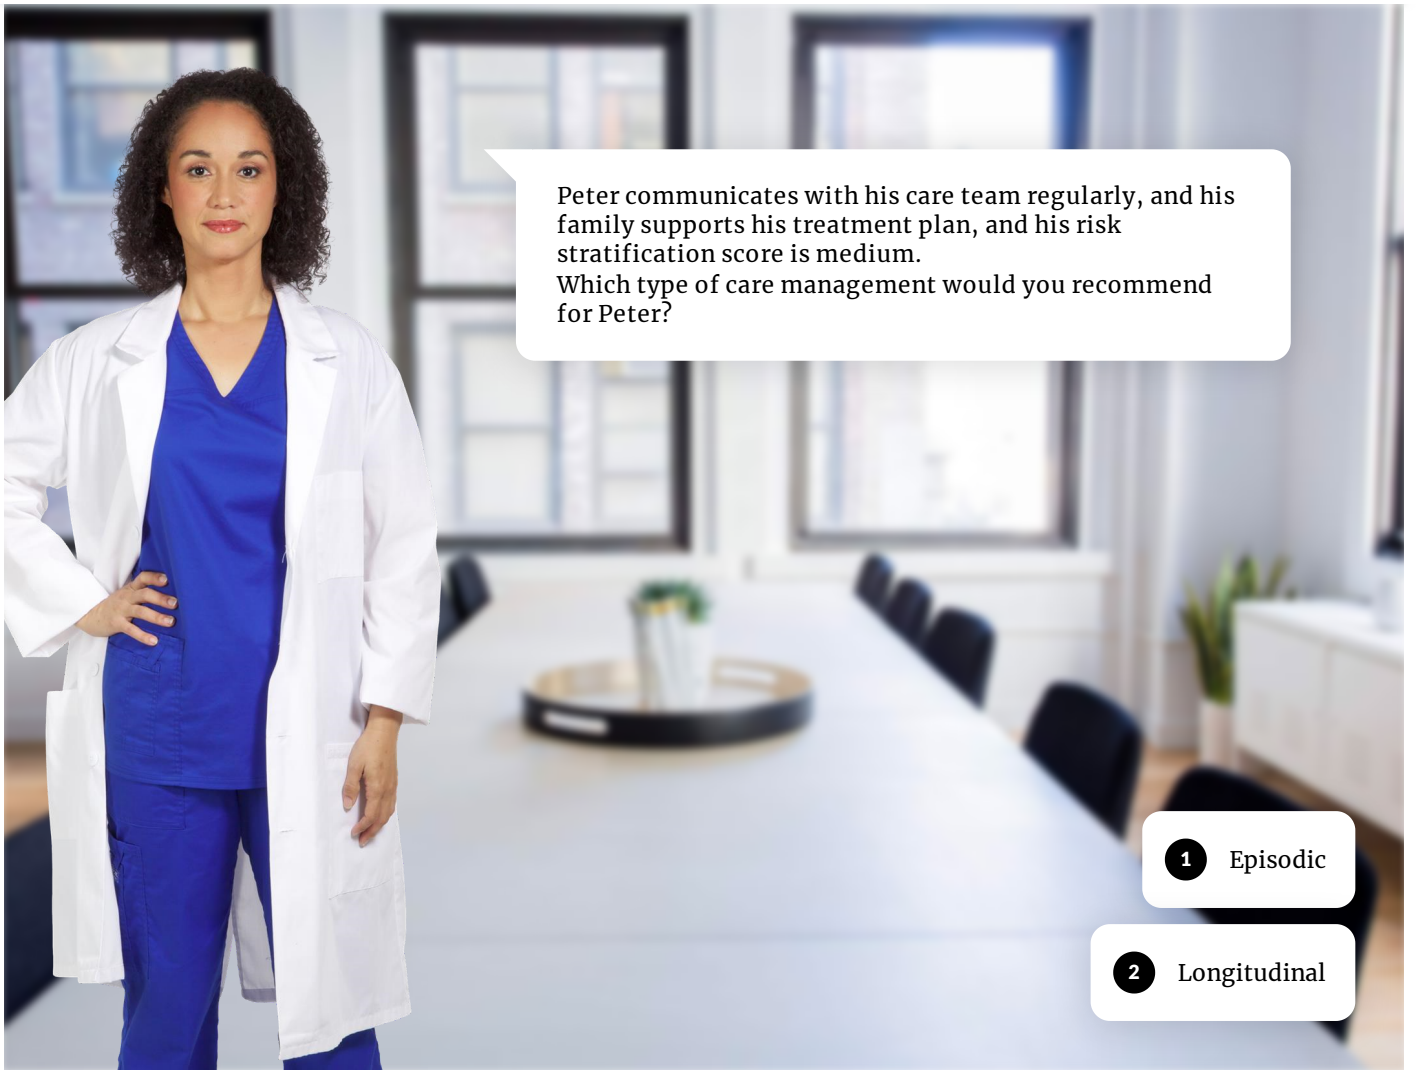 Peter communicates with his care team regularly, and his
family supports his treatment plan, and his risk
stratification score is medium.
Which type of care management would you recommend
for Peter?
1 Episodic
2 Longitudinal